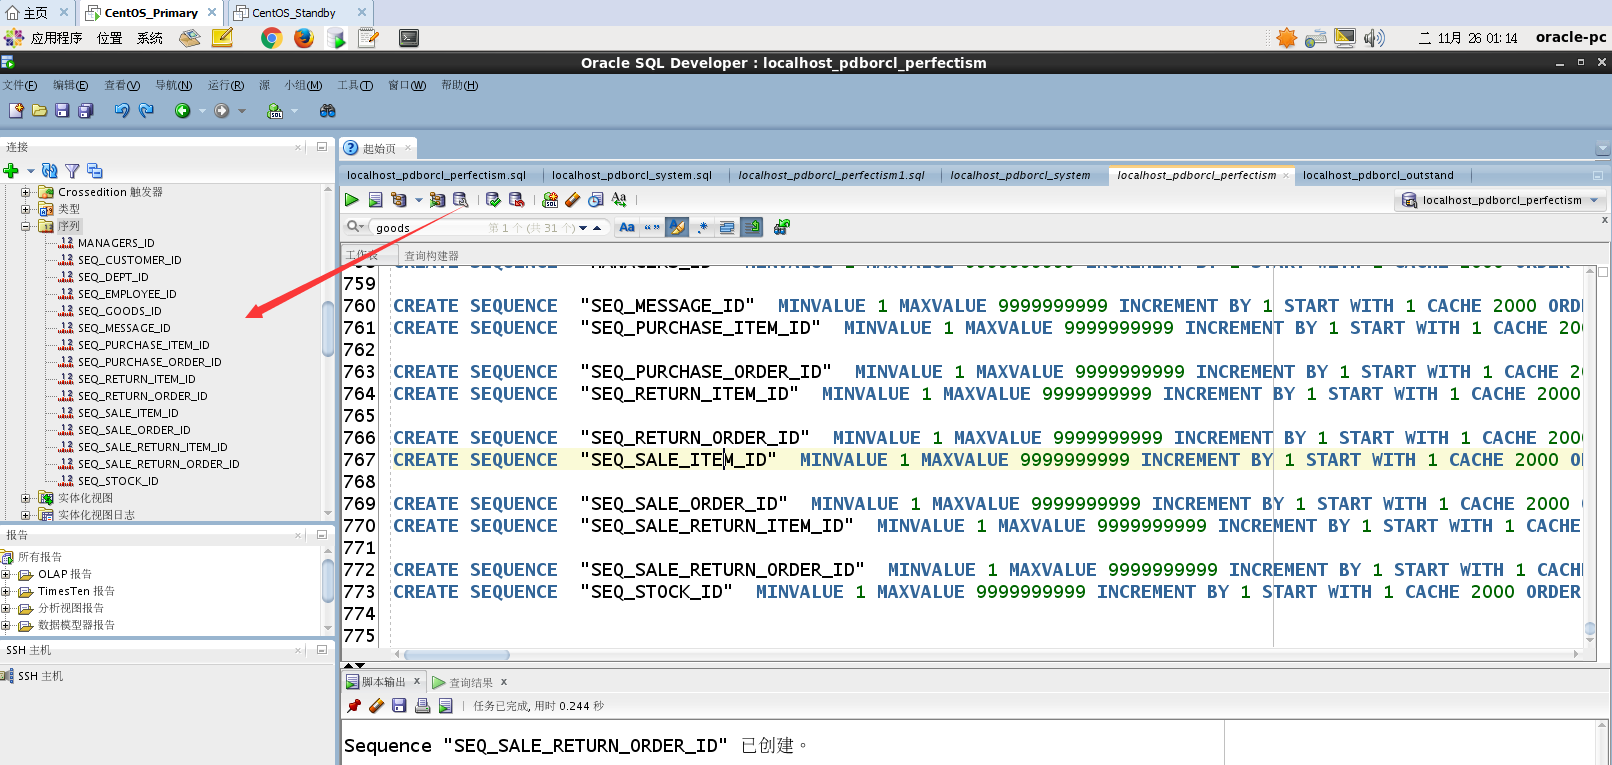 主页
CentOS_Primary
CentOS_Standby
应用程序 位置 系统
二 11月 26 01:14 oracle-pc
Oracle SQL Developer : localhost_pdborcl_perfectism
文件(F) 编辑(E) 查看(V) 导航(N) 运行(R) 源 小组(M) 工具(T) 窗口(W) 帮助(H)
连接
Crossedition 触发器
类型
序列
MANAGERS_ID
SEQ_CUSTOMER_ID
SEQ_DEPT_ID
SEQ_EMPLOYEE_ID
SEQ_GOODS_ID
SEQ_MESSAGE_ID
SEQ_PURCHASE_ITEM_ID
SEQ_PURCHASE_ORDER_ID
SEQ_RETURN_ITEM_ID
SEQ_RETURN_ORDER_ID
SEQ_SALE_ITEM_ID
SEQ_SALE_ORDER_ID
SEQ_SALE_RETURN_ITEM_ID
SEQ_SALE_RETURN_ORDER_ID
SEQ_STOCK_ID
实体化视图
实体化视图日志
报告
所有报告
OLAP 报告
TimesTen 报告
分析视图报告
数据模型器报告
SSH 主机
SSH 主机
起始页
localhost_pdborcl_perfectism.sql
localhost_pdborcl_system.sql
localhost_pdborcl_perfectism1.sql
localhost_pdborcl_system
localhost_pdborcl_perfectism
localhost_pdborcl_outstand
localhost_pdborcl_perfectism
goods 第 1 个 (共 31 个)
Aa
工作表 查询构建器
759
760 CREATE SEQUENCE "SEQ_MESSAGE_ID" MINVALUE 1 MAXVALUE 9999999999 INCREMENT BY 1 START WITH 1 CACHE 2000 ORD
761 CREATE SEQUENCE "SEQ_PURCHASE_ITEM_ID" MINVALUE 1 MAXVALUE 9999999999 INCREMENT BY 1 START WITH 1 CACHE 200
762
763 CREATE SEQUENCE "SEQ_PURCHASE_ORDER_ID" MINVALUE 1 MAXVALUE 9999999999 INCREMENT BY 1 START WITH 1 CACHE 2
764 CREATE SEQUENCE "SEQ_RETURN_ITEM_ID" MINVALUE 1 MAXVALUE 9999999999 INCREMENT BY 1 START WITH 1 CACHE 2000
765
766 CREATE SEQUENCE "SEQ_RETURN_ORDER_ID" MINVALUE 1 MAXVALUE 9999999999 INCREMENT BY 1 START WITH 1 CACHE 200
767 CREATE SEQUENCE "SEQ_SALE_ITEM_ID" MINVALUE 1 MAXVALUE 9999999999 INCREMENT BY 1 START WITH 1 CACHE 2000 O
768
769 CREATE SEQUENCE "SEQ_SALE_ORDER_ID" MINVALUE 1 MAXVALUE 9999999999 INCREMENT BY 1 START WITH 1 CACHE 2000
770 CREATE SEQUENCE "SEQ_SALE_RETURN_ITEM_ID" MINVALUE 1 MAXVALUE 9999999999 INCREMENT BY 1 START WITH 1 CACHE
771
772 CREATE SEQUENCE "SEQ_SALE_RETURN_ORDER_ID" MINVALUE 1 MAXVALUE 9999999999 INCREMENT BY 1 START WITH 1 CACH
773 CREATE SEQUENCE "SEQ_STOCK_ID" MINVALUE 1 MAXVALUE 9999999999 INCREMENT BY 1 START WITH 1 CACHE 2000 ORDER
774
775
脚本输出 查询结果
任务已完成, 用时 0.244 秒
Sequence "SEQ_SALE_RETURN_ORDER_ID" 已创建。